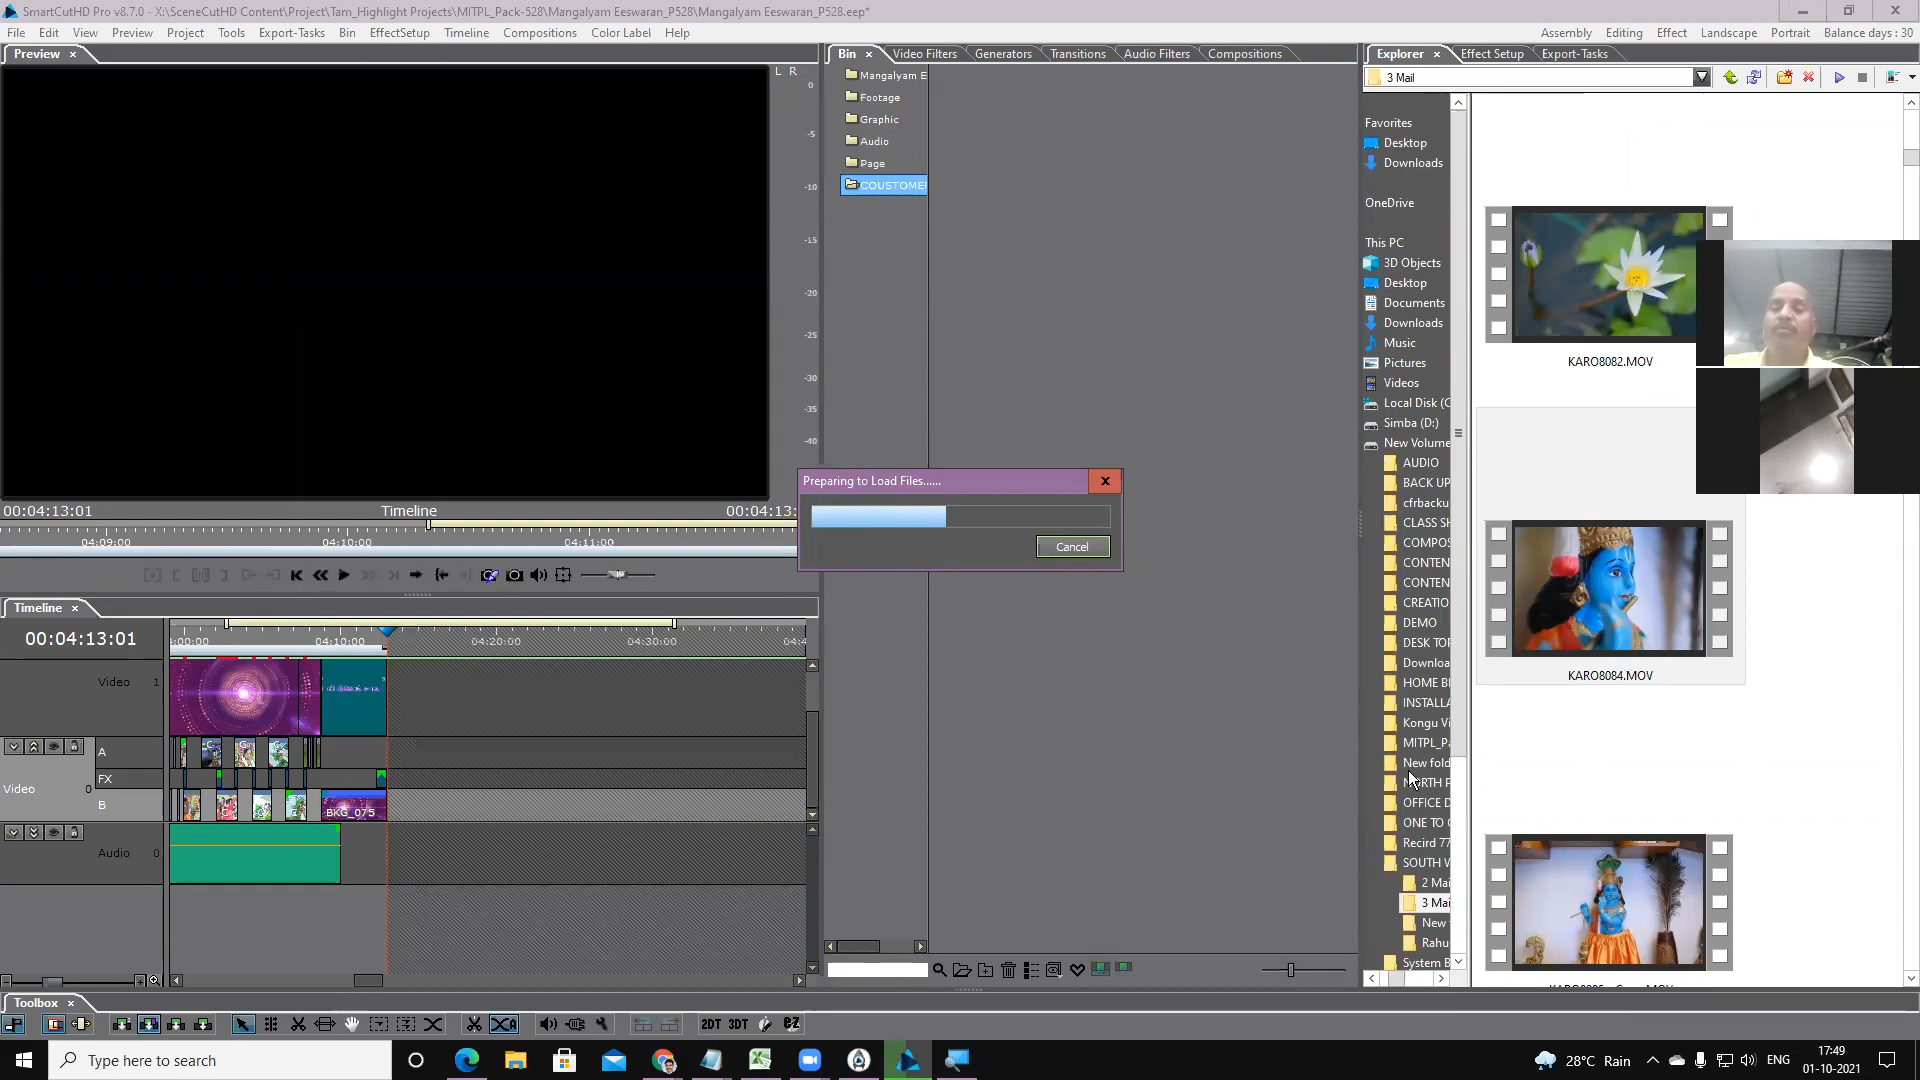 SmartCutHD Pro v8.7.0 - X:\SceneCutHD Content\Project\Tam_Highlight Projects\MITPL_Pack-528\Mangalyam Eeswaran_P528\Mangalyam Eeswaran_P528.eep*
File Edit View Preview Project Tools Export-Tasks Bin EffectSetup Timeline Compositions Color Label Help
Assembly Editing Effect Landscape Portrait Balance days : 30
Preview
Bin Video Filters Generators Transitions Audio Filters Compositions
Explorer Effect Setup Export-Tasks
L R
0
-5
-10
-15
-20
-25
-30
-35
-40
Mangalyam E
Footage
Graphic
Audio
Page
COUSTOMER
3 Mail
Favorites
Desktop
Downloads
OneDrive
This PC
3D Objects
Desktop
Documents
Downloads
Music
Pictures
Videos
Local Disk (C
Simba (D:)
New Volume
AUDIO
BACK UP
cfrbacku
CLASS SH
COMPOS
CONTEN
CONTEN
CREATIO
DEMO
DESK TOP
Downloa
HOME BI
INSTALLA
Kongu Vi
MITPL_Pa
New fold
NORTH P
OFFICE D
ONE TO O
Recird 77
SOUTH W
2 Mai
3 Mai
New
Rahu
System B
KARO8082.MOV
KARO8084.MOV
Preparing to Load Files......
Cancel
00:04:13:01 Timeline 00:04:13:
04:09:00 04:10:00 04:11:00
Timeline
00:04:13:01
:00:00 04:10:00 04:20:00 04:30:00 04:4
Video 1
A
FX
Video 0
B
BKG_075
Audio 0
Toolbox
2DT 3DT eZ
Type here to search
28°C Rain
ENG
17:49
01-10-2021